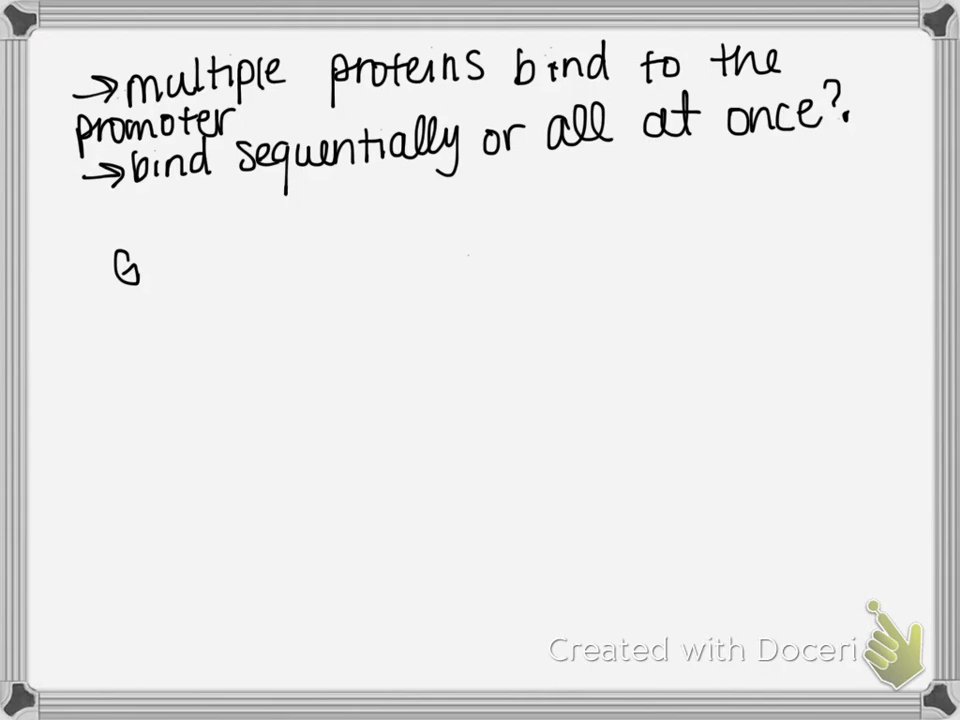 → multiple proteins bind to the
promoter
→ bind sequentially or all at once?
G
Created with Doceri